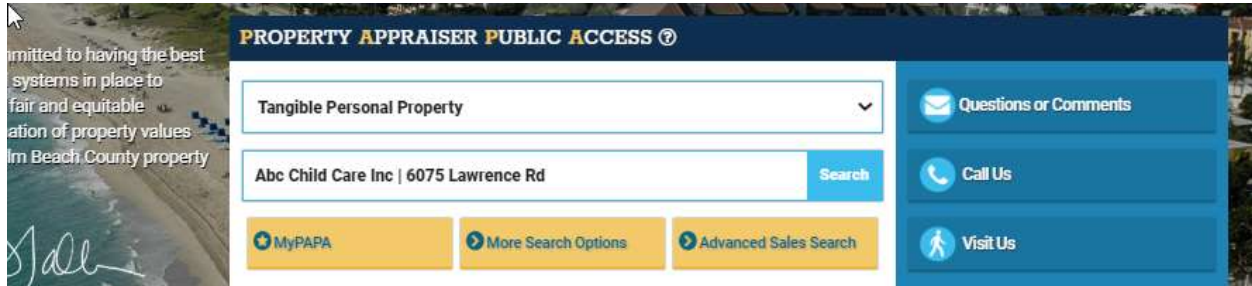 PROPERTY APPRAISER PUBLIC ACCESS ?
mitted to having the best
systems in place to
fair and equitable
ation of property values
lm Beach County property
Tangible Personal Property
Abc Child Care Inc | 6075 Lawrence Rd
Search
MyPAPA
More Search Options
Advanced Sales Search
Questions or Comments
Call Us
Visit Us